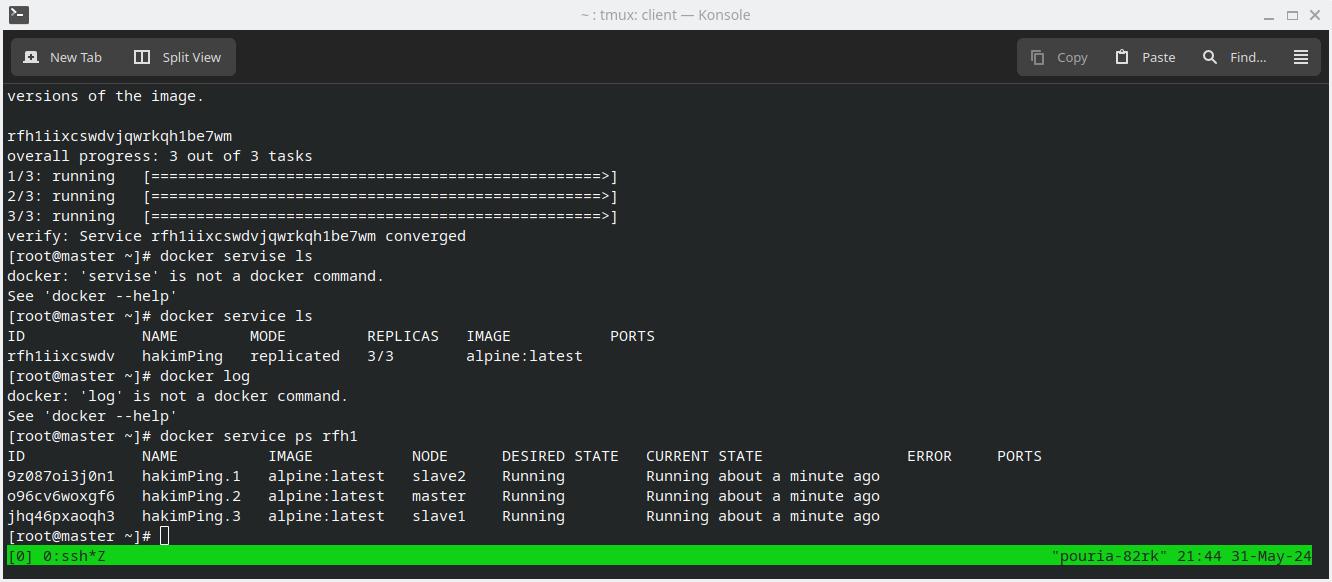 ~ : tmux: client — Konsole
New Tab Split View Copy Paste Find...
versions of the image.
rfh1iixcswdvjqwrkqh1be7wm
overall progress: 3 out of 3 tasks
1/3: running   [==================================================>]
2/3: running   [==================================================>]
3/3: running   [==================================================>]
verify: Service rfh1iixcswdvjqwrkqh1be7wm converged
[root@master ~]# docker servise ls
docker: 'servise' is not a docker command.
See 'docker --help'
[root@master ~]# docker service ls
ID             NAME        MODE         REPLICAS   IMAGE           PORTS
rfh1iixcswdv   hakimPing   replicated   3/3        alpine:latest
[root@master ~]# docker log
docker: 'log' is not a docker command.
See 'docker --help'
[root@master ~]# docker service ps rfh1
ID             NAME          IMAGE           NODE      DESIRED STATE   CURRENT STATE                ERROR     PORTS
9z087oi3j0n1   hakimPing.1   alpine:latest   slave2    Running         Running about a minute ago
o96cv6woxgf6   hakimPing.2   alpine:latest   master    Running         Running about a minute ago
jhq46pxaoqh3   hakimPing.3   alpine:latest   slave1    Running         Running about a minute ago
[root@master ~]#
[0] 0:ssh*Z "pouria-82rk" 21:44 31-May-24